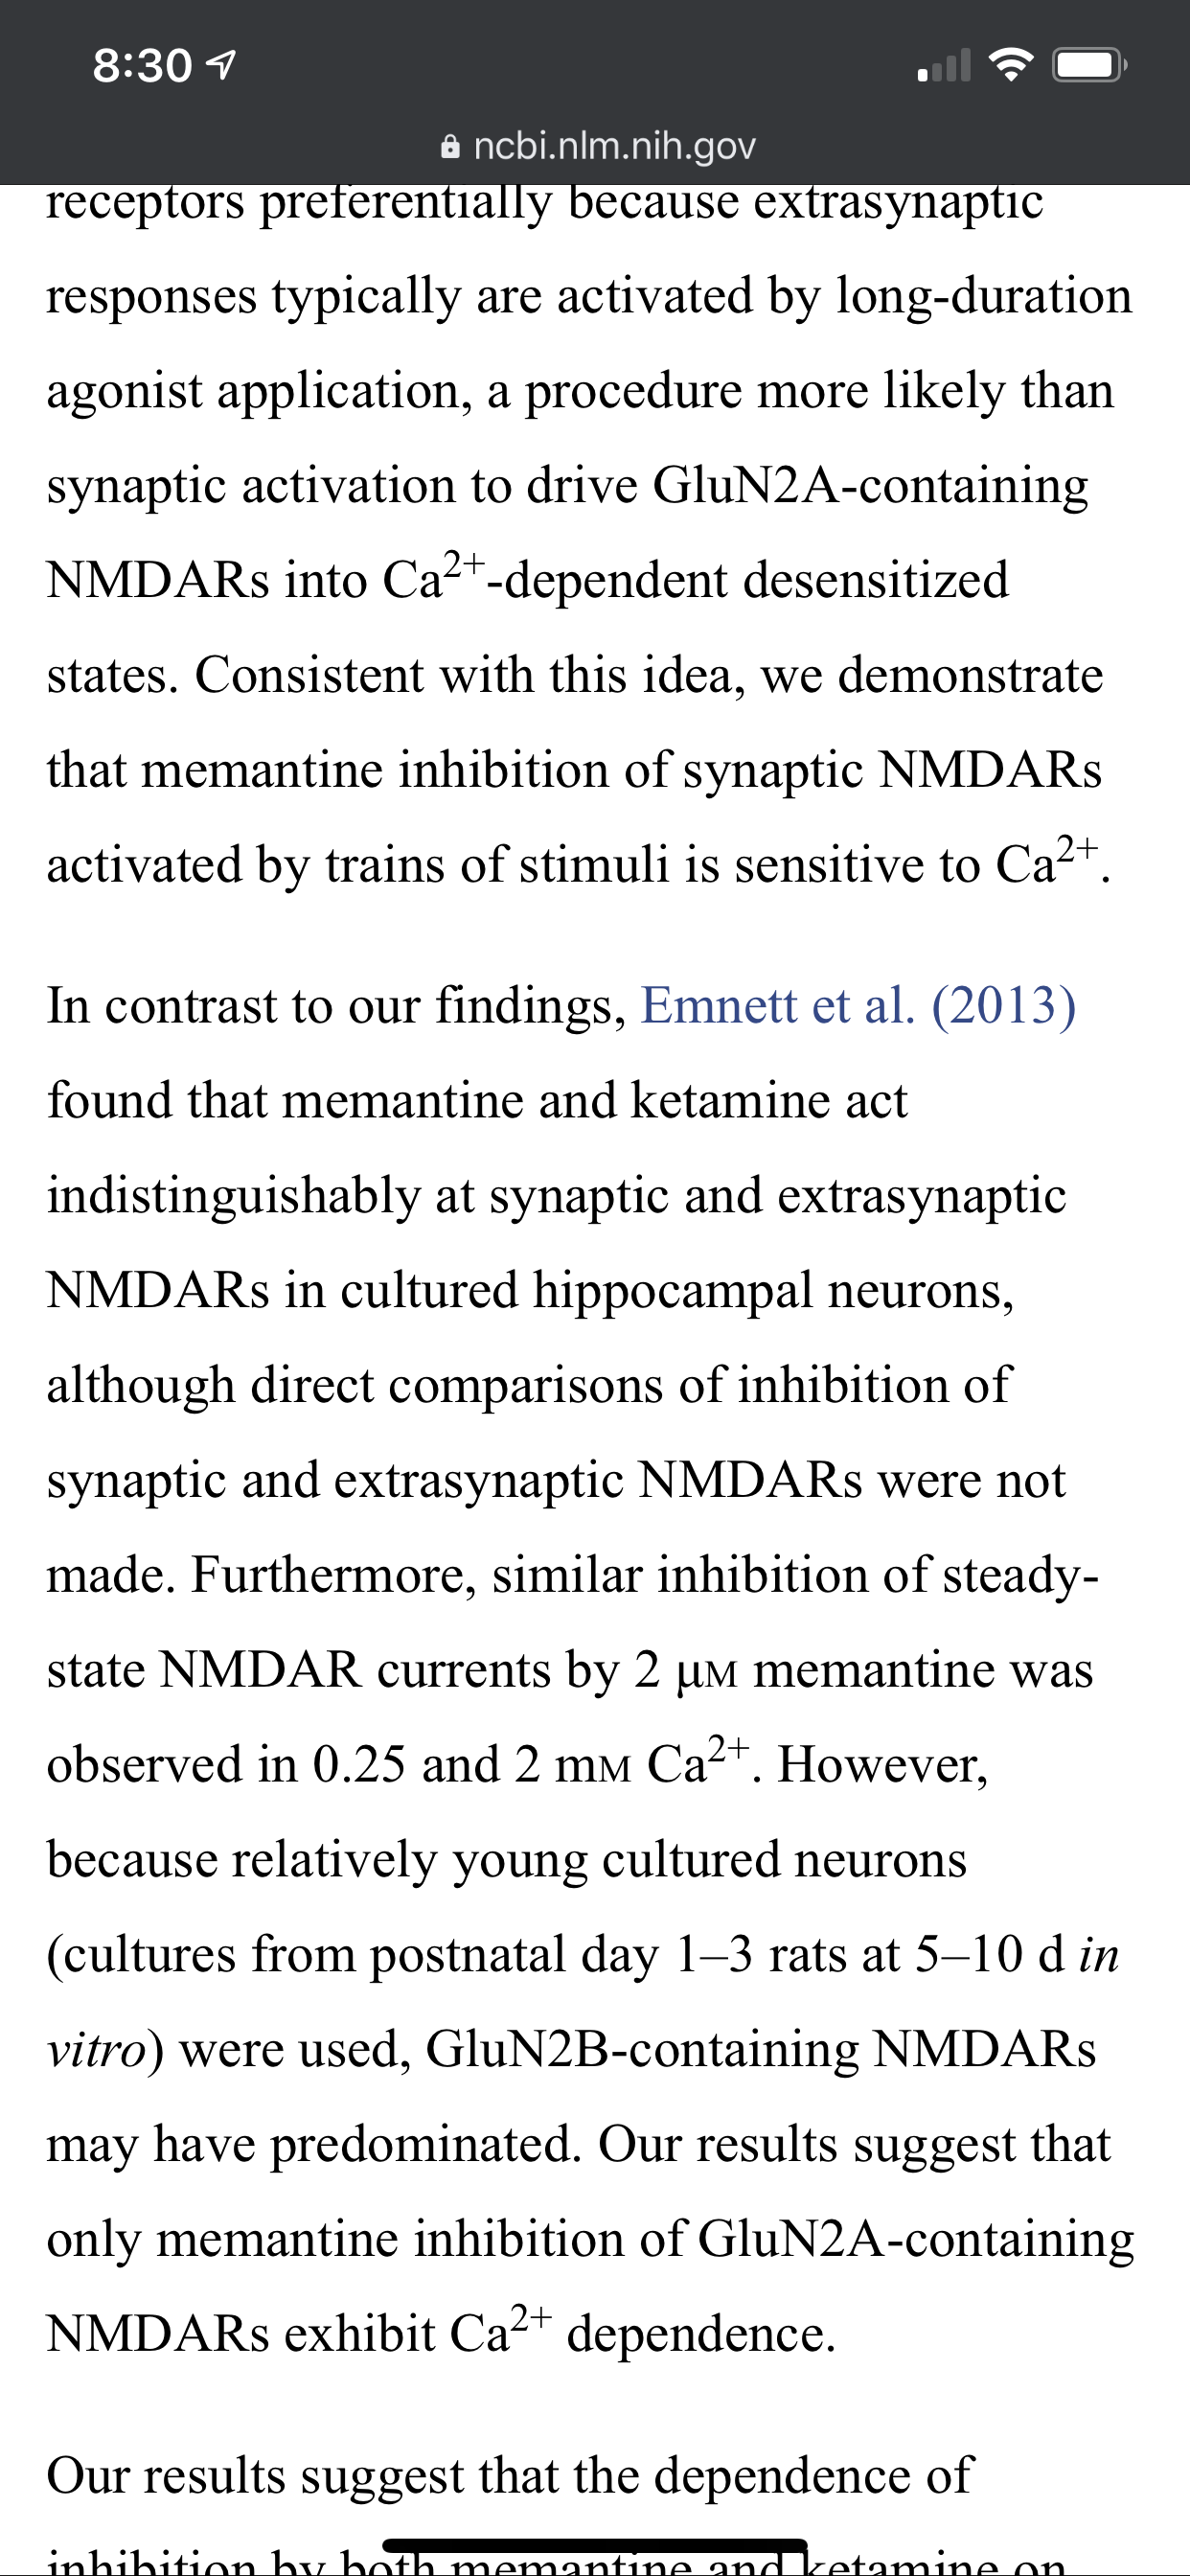 8:30
ncbi.nlm.nih.gov
receptors preferentially because extrasynaptic
responses typically are activated by long-duration
agonist application, a procedure more likely than
synaptic activation to drive GluN2A-containing
NMDARs into Ca²⁺-dependent desensitized
states. Consistent with this idea, we demonstrate
that memantine inhibition of synaptic NMDARs
activated by trains of stimuli is sensitive to Ca²⁺.
In contrast to our findings, Emnett et al. (2013)
found that memantine and ketamine act
indistinguishably at synaptic and extrasynaptic
NMDARs in cultured hippocampal neurons,
although direct comparisons of inhibition of
synaptic and extrasynaptic NMDARs were not
made. Furthermore, similar inhibition of steady-
state NMDAR currents by 2 μM memantine was
observed in 0.25 and 2 mM Ca²⁺. However,
because relatively young cultured neurons
(cultures from postnatal day 1–3 rats at 5–10 d in
vitro) were used, GluN2B-containing NMDARs
may have predominated. Our results suggest that
only memantine inhibition of GluN2A-containing
NMDARs exhibit Ca²⁺ dependence.
Our results suggest that the dependence of
inhibition by both memantine and ketamine on